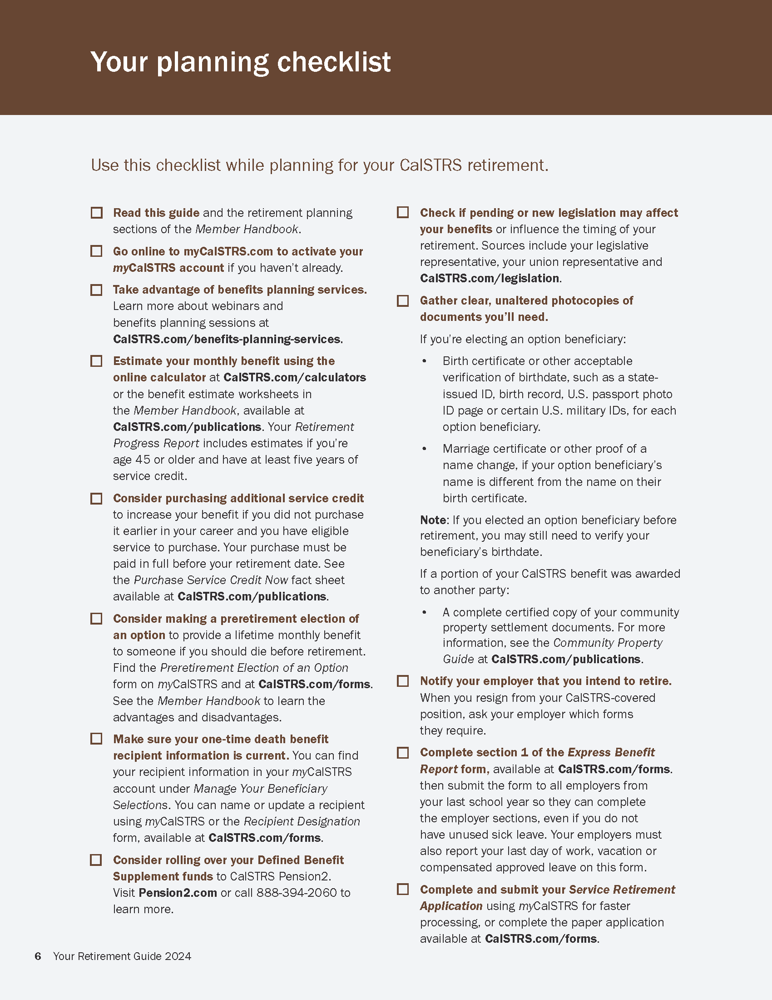 Your planning checklist
Use this checklist while planning for your CalSTRS retirement.
Read this guide and the retirement planning
sections of the Member Handbook.
Go online to myCalSTRS.com to activate your
myCalSTRS account if you haven’t already.
Take advantage of benefits planning services.
Learn more about webinars and
benefits planning sessions at
CalSTRS.com/benefits-planning-services.
Estimate your monthly benefit using the
online calculator at CalSTRS.com/calculators
or the benefit estimate worksheets in
the Member Handbook, available at
CalSTRS.com/publications. Your Retirement
Progress Report includes estimates if you’re
age 45 or older and have at least five years of
service credit.
Consider purchasing additional service credit
to increase your benefit if you did not purchase
it earlier in your career and you have eligible
service to purchase. Your purchase must be
paid in full before your retirement date. See
the Purchase Service Credit Now fact sheet
available at CalSTRS.com/publications.
Consider making a preretirement election of
an option to provide a lifetime monthly benefit
to someone if you should die before retirement.
Find the Preretirement Election of an Option
form on myCalSTRS and at CalSTRS.com/forms.
See the Member Handbook to learn the
advantages and disadvantages.
Make sure your one-time death benefit
recipient information is current. You can find
your recipient information in your myCalSTRS
account under Manage Your Beneficiary
Selections. You can name or update a recipient
using myCalSTRS or the Recipient Designation
form, available at CalSTRS.com/forms.
Consider rolling over your Defined Benefit
Supplement funds to CalSTRS Pension2.
Visit Pension2.com or call 888-394-2060 to
learn more.
Check if pending or new legislation may affect
your benefits or influence the timing of your
retirement. Sources include your legislative
representative, your union representative and
CalSTRS.com/legislation.
Gather clear, unaltered photocopies of
documents you’ll need.
If you’re electing an option beneficiary:
• Birth certificate or other acceptable
verification of birthdate, such as a state-
issued ID, birth record, U.S. passport photo
ID page or certain U.S. military IDs, for each
option beneficiary.
• Marriage certificate or other proof of a
name change, if your option beneficiary’s
name is different from the name on their
birth certificate.
Note: If you elected an option beneficiary before
retirement, you may still need to verify your
beneficiary’s birthdate.
If a portion of your CalSTRS benefit was awarded
to another party:
• A complete certified copy of your community
property settlement documents. For more
information, see the Community Property
Guide at CalSTRS.com/publications.
Notify your employer that you intend to retire.
When you resign from your CalSTRS-covered
position, ask your employer which forms
they require.
Complete section 1 of the Express Benefit
Report form, available at CalSTRS.com/forms.
then submit the form to all employers from
your last school year so they can complete
the employer sections, even if you do not
have unused sick leave. Your employers must
also report your last day of work, vacation or
compensated approved leave on this form.
Complete and submit your Service Retirement
Application using myCalSTRS for faster
processing, or complete the paper application
available at CalSTRS.com/forms.
6 Your Retirement Guide 2024